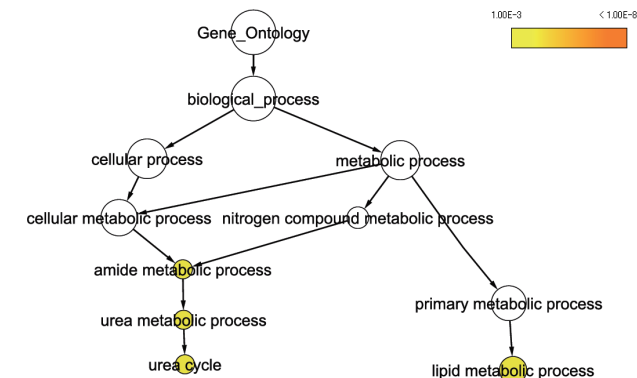 1.00E-3 < 1.00E-8
Gene_Ontology
biological_process
cellular process metabolic process
cellular metabolic process nitrogen compound metabolic process
amide metabolic process
primary metabolic process
urea metabolic process
urea cycle
lipid metabolic process